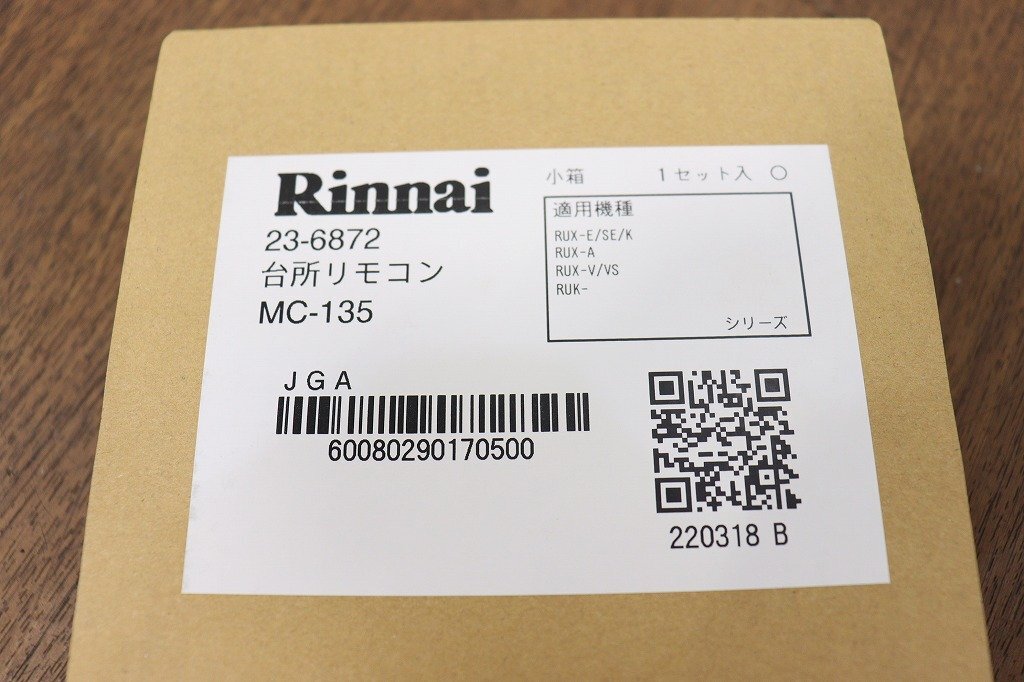 Rinnai
23-6872
台所リモコン
MC-135
小箱 1セット入 ○
適用機種
RUX-E/SE/K
RUX-A
RUX-V/VS
RUK-
シリーズ
JGA
60080290170500
220318 B